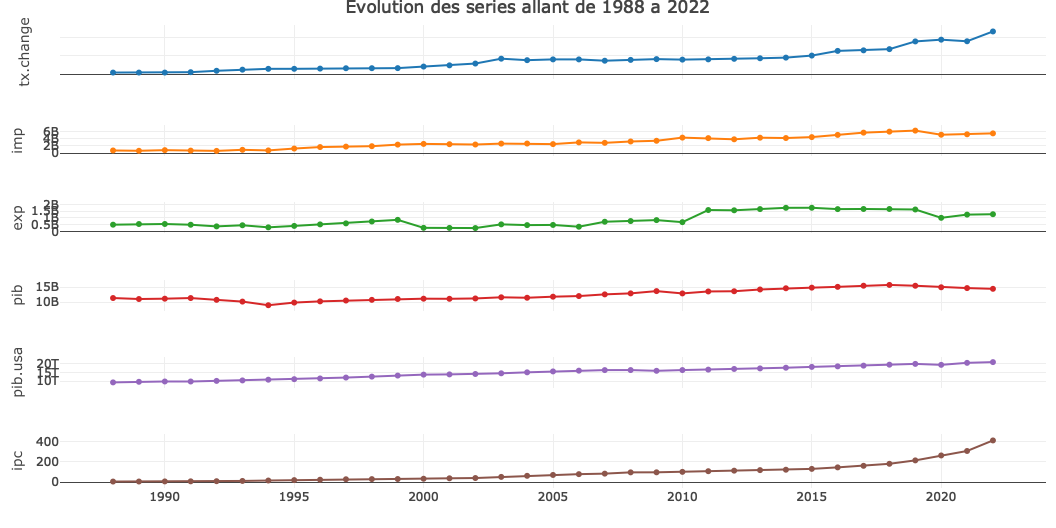 Evolution des series allant de 1988 a 2022
tx.change
imp
6B
4B
2B
0
exp
2B
1.5B
1B
0.5B
0
pib
15B
10B
pib.usa
20T
15T
10T
ipc
400
200
0
1990 1995 2000 2005 2010 2015 2020